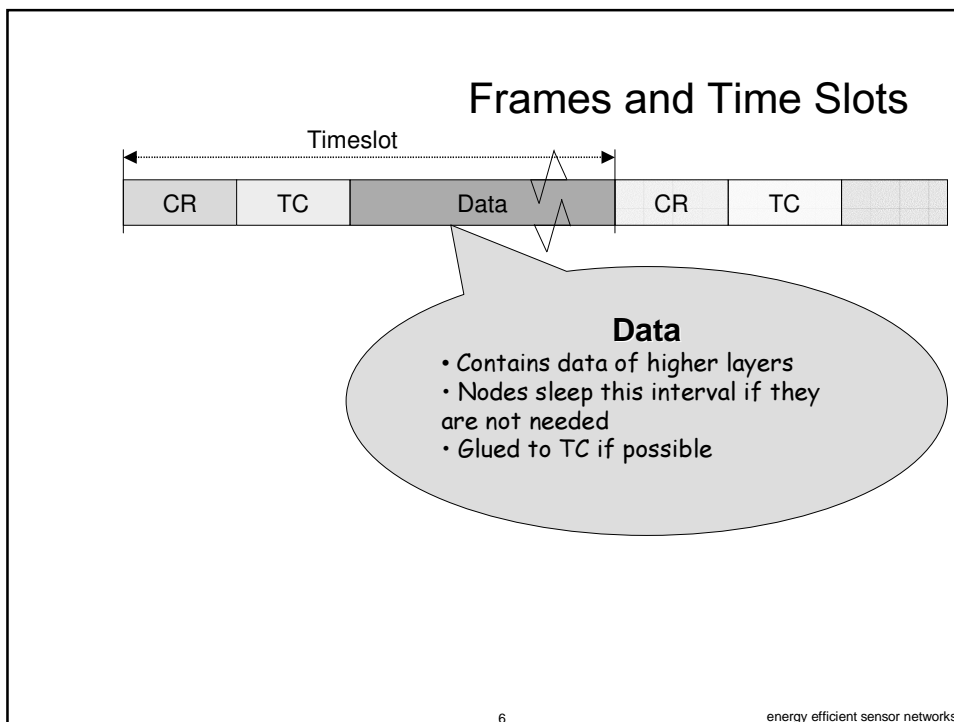 Frames and Time Slots
Timeslot
CR TC Data CR TC
Data
• Contains data of higher layers
• Nodes sleep this interval if they
are not needed
• Glued to TC if possible
6
energy efficient sensor networks